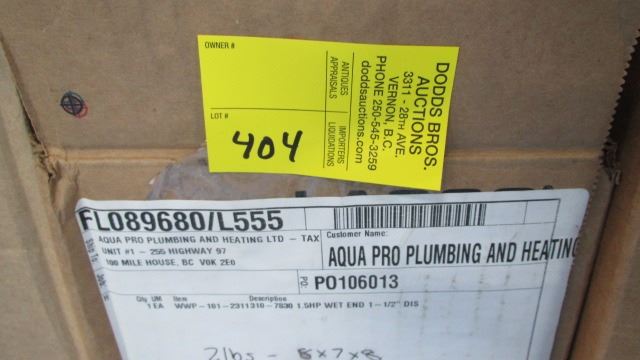 OWNER #
LOT #
404
ANTIQUES
APPRAISALS
IMPORTERS
LIQUIDATIONS
DODDS BROS.
AUCTIONS
3311 - 28TH AVE.
VERNON, B.C.
PHONE 250-545-3259
doddsauctions.com
FL089680/L555
AQUA PRO PLUMBING AND HEATING LTD - TAX
UNIT #1 - 255 HIGHWAY 97
100 MILE HOUSE, BC V0K 2E0
Customer Name:
AQUA PRO PLUMBING AND HEATING
PO:
PO106013
Qty UM Item Description
1 EA WWP-101-2311310-7830 1.5HP WET END 1-1/2" DIS
7lbs - 8x7x8